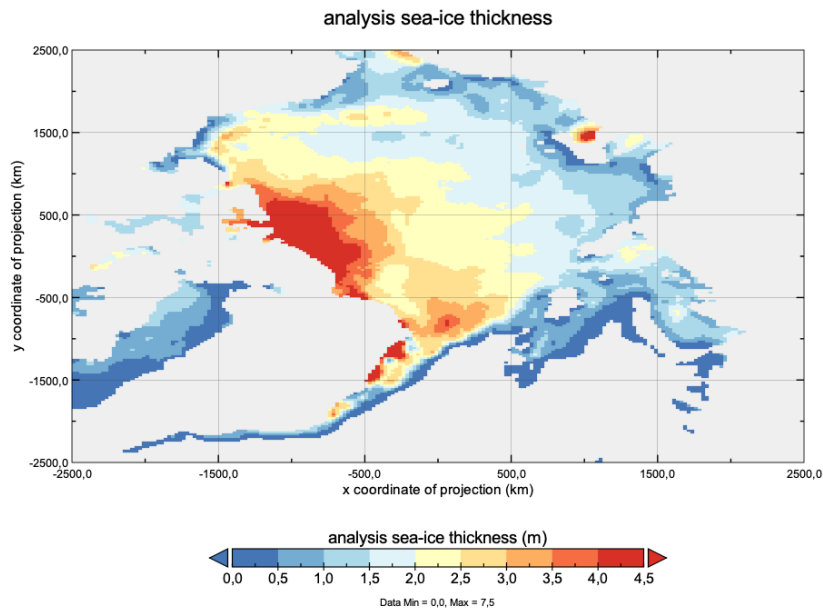 analysis sea-ice thickness
2500,0
1500,0
500,0
-500,0
-1500,0
-2500,0
y coordinate of projection (km)
-2500,0 -1500,0 -500,0 500,0 1500,0 2500,0
x coordinate of projection (km)
analysis sea-ice thickness (m)
0,0 0,5 1,0 1,5 2,0 2,5 3,0 3,5 4,0 4,5
Data Min = 0,0, Max = 7,5